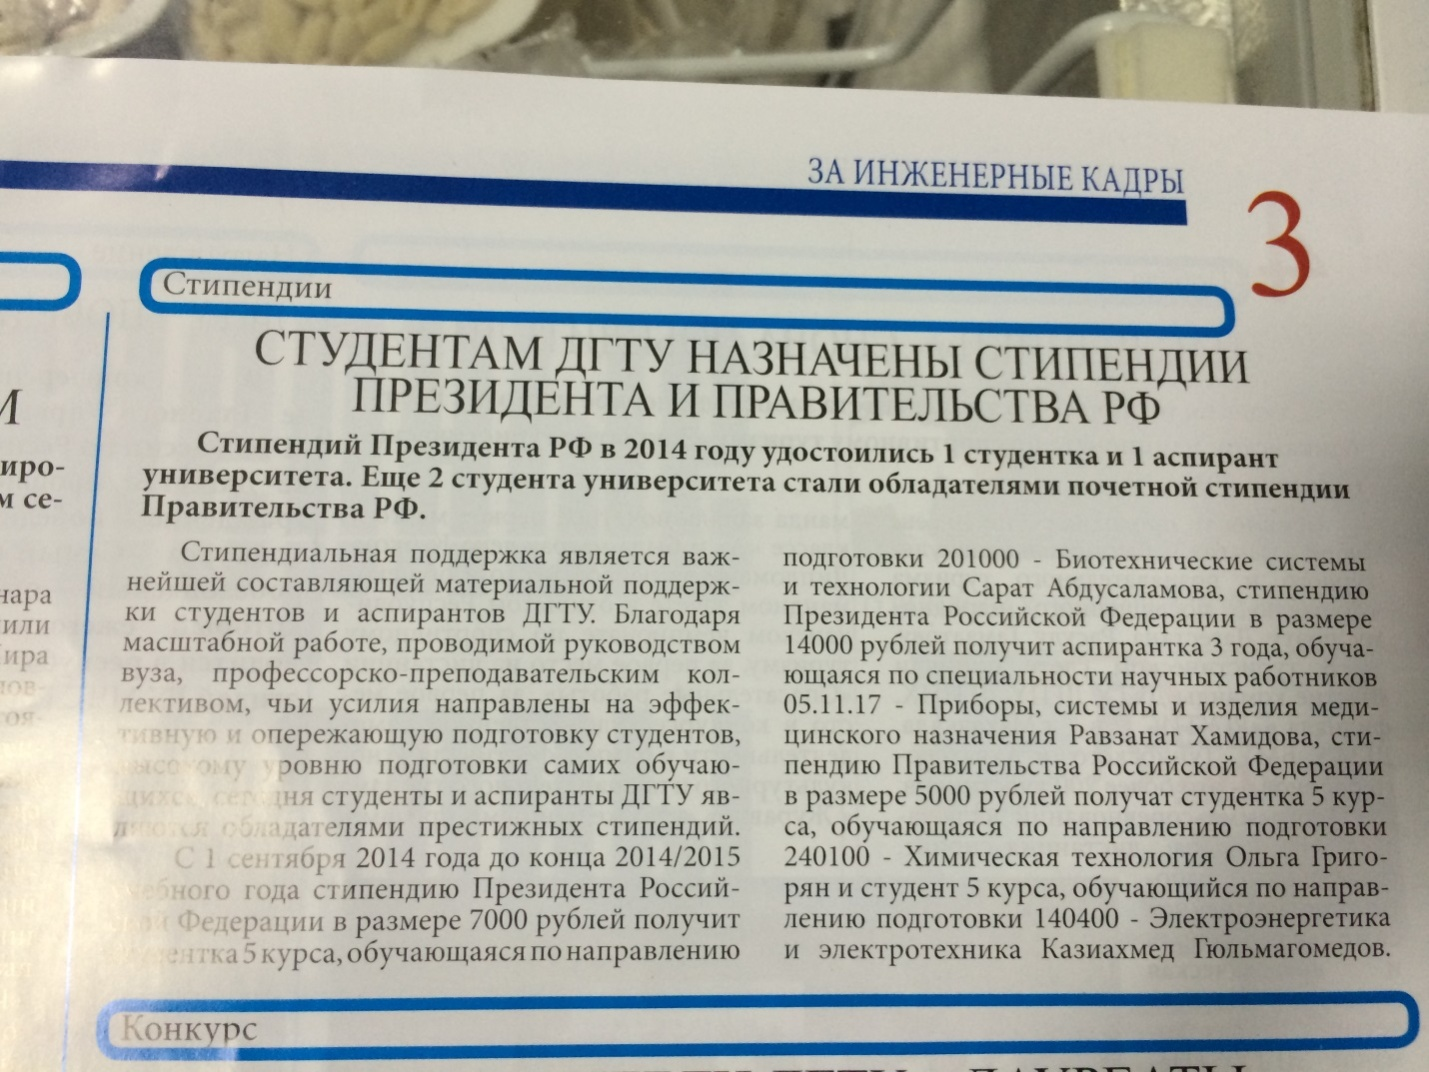 ЗА ИНЖЕНЕРНЫЕ КАДРЫ
3
Стипендии
СТУДЕНТАМ ДГТУ НАЗНАЧЕНЫ СТИПЕНДИИ
ПРЕЗИДЕНТА И ПРАВИТЕЛЬСТВА РФ
Стипендий Президента РФ в 2014 году удостоились 1 студентка и 1 аспирант
университета. Еще 2 студента университета стали обладателями почетной стипендии
Правительства РФ.
Стипендиальная поддержка является важ-
нейшей составляющей материальной поддерж-
ки студентов и аспирантов ДГТУ. Благодаря
масштабной работе, проводимой руководством
вуза, профессорско-преподавательским кол-
лективом, чьи усилия направлены на эффек-
тивную и опережающую подготовку студентов,
высокому уровню подготовки самих обучаю-
щихся, сегодня студенты и аспиранты ДГТУ яв-
ляются обладателями престижных стипендий.
С 1 сентября 2014 года до конца 2014/2015
учебного года стипендию Президента Россий-
ской Федерации в размере 7000 рублей получит
студентка 5 курса, обучающаяся по направлению
подготовки 201000 - Биотехнические системы
и технологии Сарат Абдусаламова, стипендию
Президента Российской Федерации в размере
14000 рублей получит аспирантка 3 года, обуча-
ющаяся по специальности научных работников
05.11.17 - Приборы, системы и изделия меди-
цинского назначения Равзанат Хамидова, сти-
пендию Правительства Российской Федерации
в размере 5000 рублей получат студентка 5 кур-
са, обучающаяся по направлению подготовки
240100 - Химическая технология Ольга Григо-
рян и студент 5 курса, обучающийся по направ-
лению подготовки 140400 - Электроэнергетика
и электротехника Казиахмед Гюльмагомедов.
Конкурс